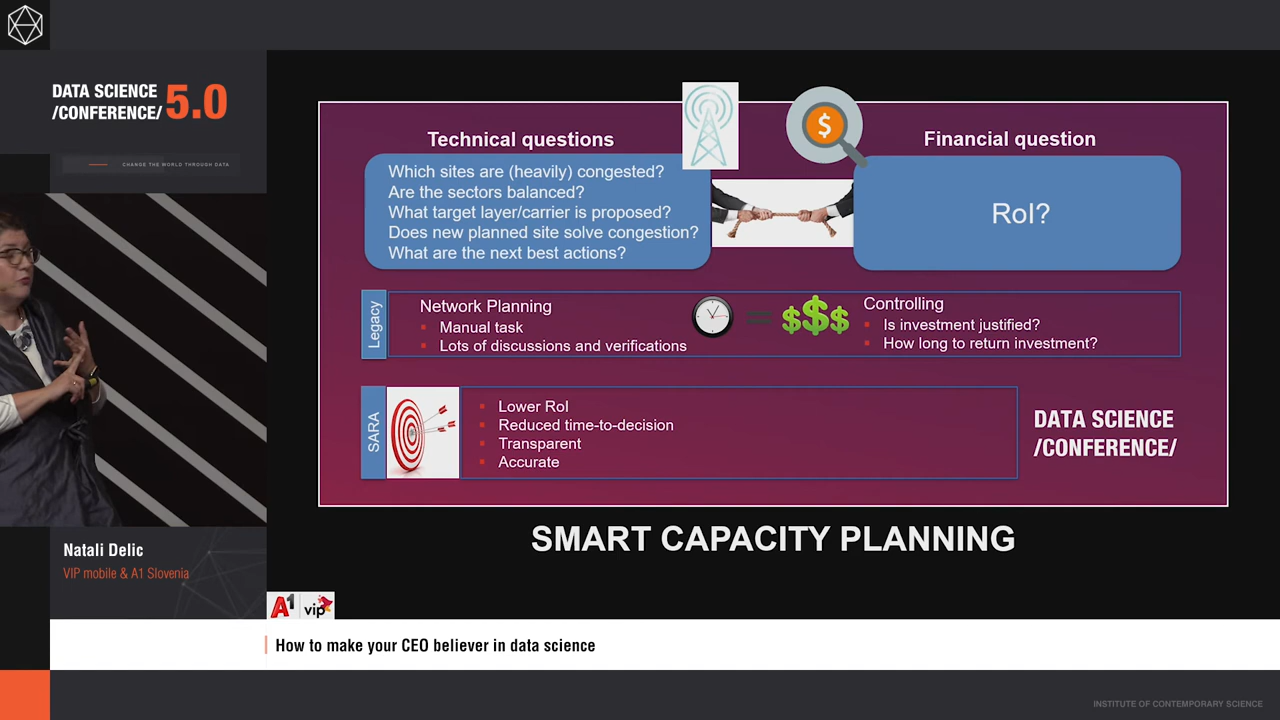 DATA SCIENCE
/CONFERENCE/
5.0
CHANGE THE WORLD THROUGH DATA
Technical questions
Which sites are (heavily) congested?
Are the sectors balanced?
What target layer/carrier is proposed?
Does new planned site solve congestion?
What are the next best actions?
$
Financial question
RoI?
Legacy
Network Planning
Manual task
Lots of discussions and verifications
=
$$$
Controlling
Is investment justified?
How long to return investment?
SARA
Lower RoI
Reduced time-to-decision
Transparent
Accurate
DATA SCIENCE
/CONFERENCE/
SMART CAPACITY PLANNING
Natali Delic
VIP mobile & A1 Slovenia
A1 vip
How to make your CEO believer in data science
INSTITUTE OF CONTEMPORARY SCIENCE